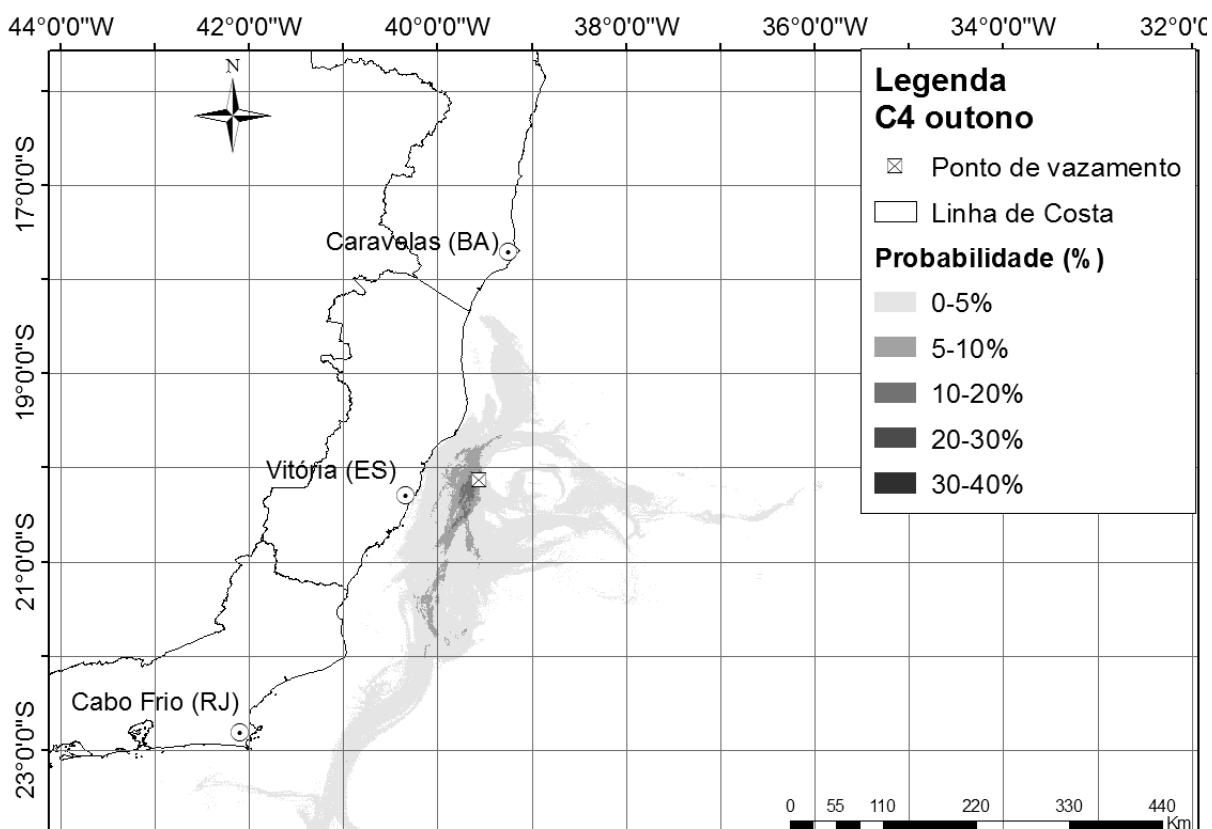 44°0'0"W 42°0'0"W 40°0'0"W 38°0'0"W 36°0'0"W 34°0'0"W 32°0'0
N
Legenda
C4 outono
Ponto de vazamento
Linha de Costa
Probabilidade (%)
0-5%
5-10%
10-20%
20-30%
30-40%
17°0'0"S
Caravelas (BA)
19°0'0"S
Vitória (ES)
21°0'0"S
Cabo Frio (RJ)
23°0'0"S
0 55 110 220 330 440
Km